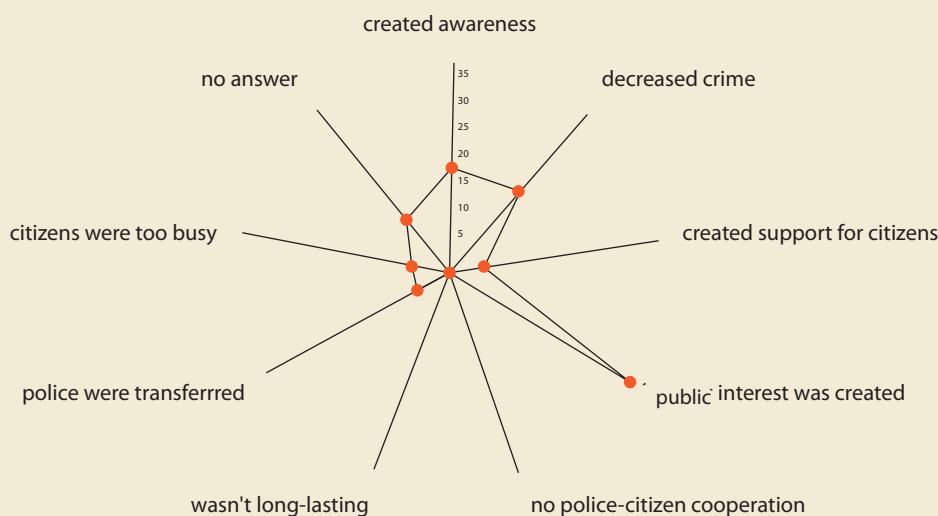 created awareness
no answer
decreased crime
35
30
25
20
15
10
5
citizens were too busy
created support for citizens
police were transferrred
public interest was created
wasn't long-lasting
no police-citizen cooperation